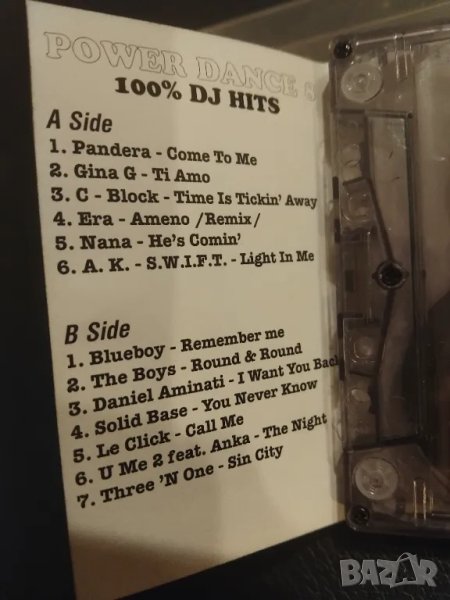 POWER DANCE 8
100% DJ HITS
A Side
1. Pandera - Come To Me
2. Gina G - Ti Amo
3. C - Block - Time Is Tickin' Away
4. Era - Ameno /Remix/
5. Nana - He's Comin'
6. A. K. - S.W.I.F.T. - Light In Me
B Side
1. Blueboy - Remember me
2. The Boys - Round & Round
3. Daniel Aminati - I Want You Back
4. Solid Base - You Never Know
5. Le Click - Call Me
6. U Me 2 feat. Anka - The Night
7. Three 'N One - Sin City
BAZAR